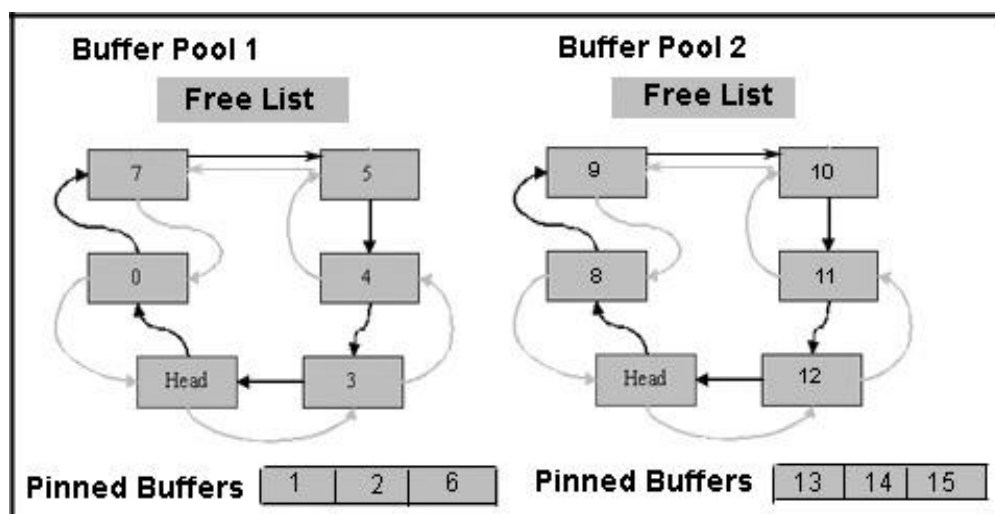 Buffer Pool 1
Free List
7
5
0
4
Head
3
Pinned Buffers 1 2 6
Buffer Pool 2
Free List
9
10
8
11
Head
12
Pinned Buffers 13 14 15